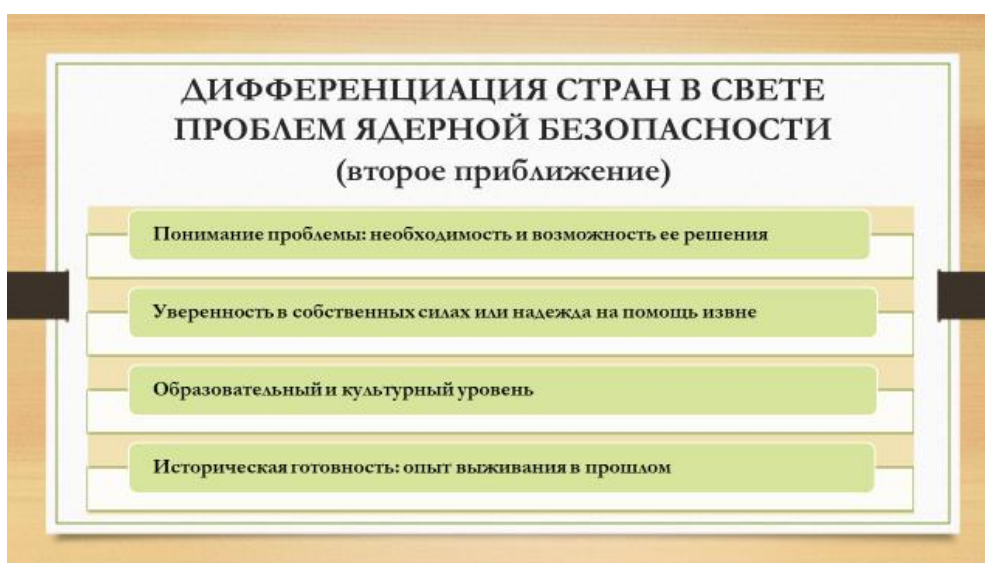 ДИФФЕРЕНЦИАЦИЯ СТРАН В СВЕТЕ
ПРОБЛЕМ ЯДЕРНОЙ БЕЗОПАСНОСТИ
(второе приближение)
Понимание проблемы: необходимость и возможность ее решения
Уверенность в собственных силах или надежда на помощь извне
Образовательный и культурный уровень
Историческая готовность: опыт выживания в прошлом